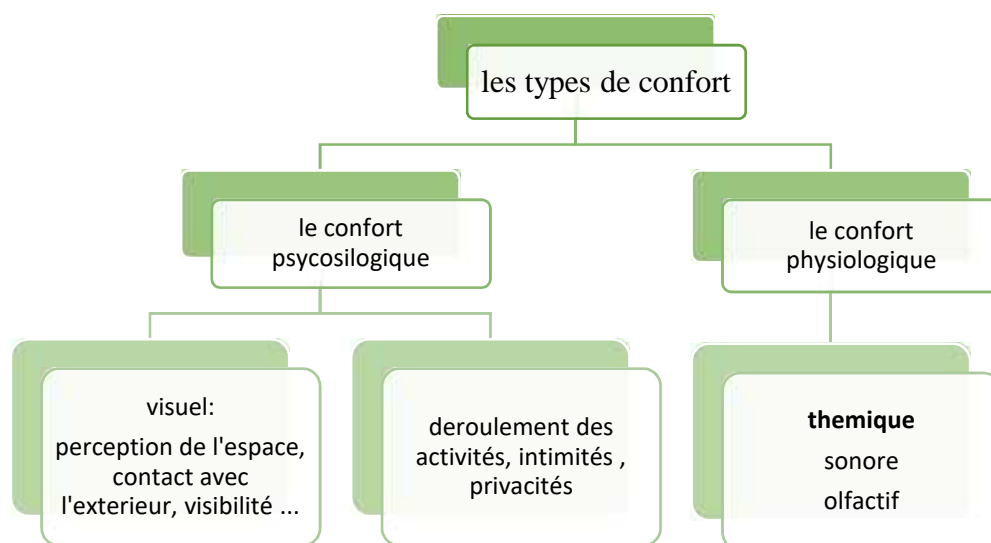 les types de confort
le confort
psycosilogique
le confort
physiologique
visuel:
perception de l'espace,
contact avec
l'exterieur, visibilité ...
deroulement des
activités, intimités ,
privacités
themique
sonore
olfactif